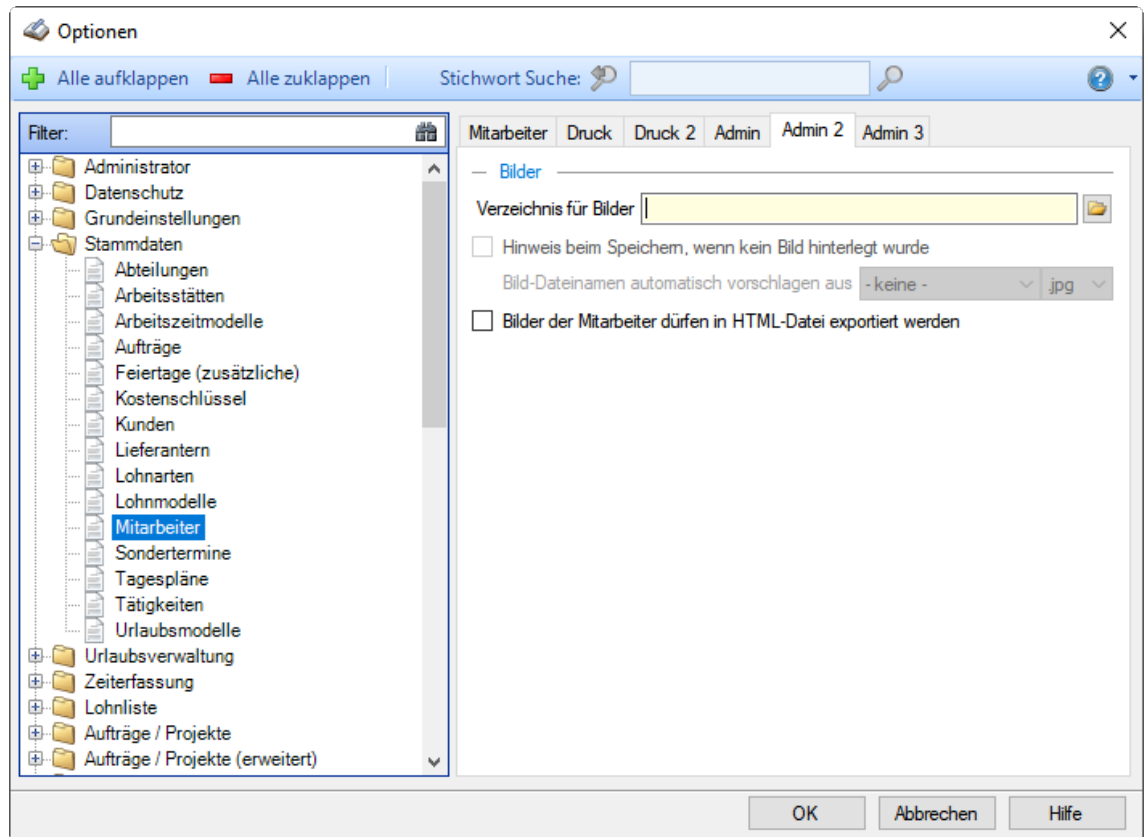 Optionen
Alle aufklappen Alle zuklappen Stichwort Suche:
Filter:
Administrator
Datenschutz
Grundeinstellungen
Stammdaten
Abteilungen
Arbeitsstätten
Arbeitszeitmodelle
Aufträge
Feiertage (zusätzliche)
Kostenschlüssel
Kunden
Lieferantern
Lohnarten
Lohnmodelle
Mitarbeiter
Sondertermine
Tagespläne
Tätigkeiten
Urlaubsmodelle
Urlaubsverwaltung
Zeiterfassung
Lohnliste
Aufträge / Projekte
Aufträge / Projekte (erweitert)
Mitarbeiter Druck Druck 2 Admin Admin 2 Admin 3
Bilder
Verzeichnis für Bilder
Hinweis beim Speichern, wenn kein Bild hinterlegt wurde
Bild-Dateinamen automatisch vorschlagen aus - keine - .jpg
Bilder der Mitarbeiter dürfen in HTML-Datei exportiert werden
OK Abbrechen Hilfe